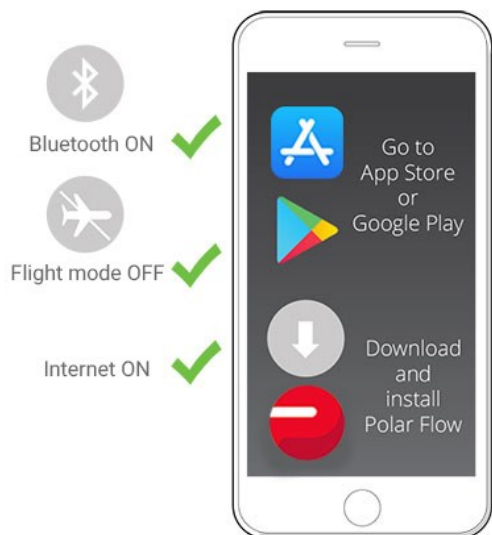 Bluetooth ON
Flight mode OFF
Internet ON
Go to
App Store
or
Google Play
Download
and
install
Polar Flow